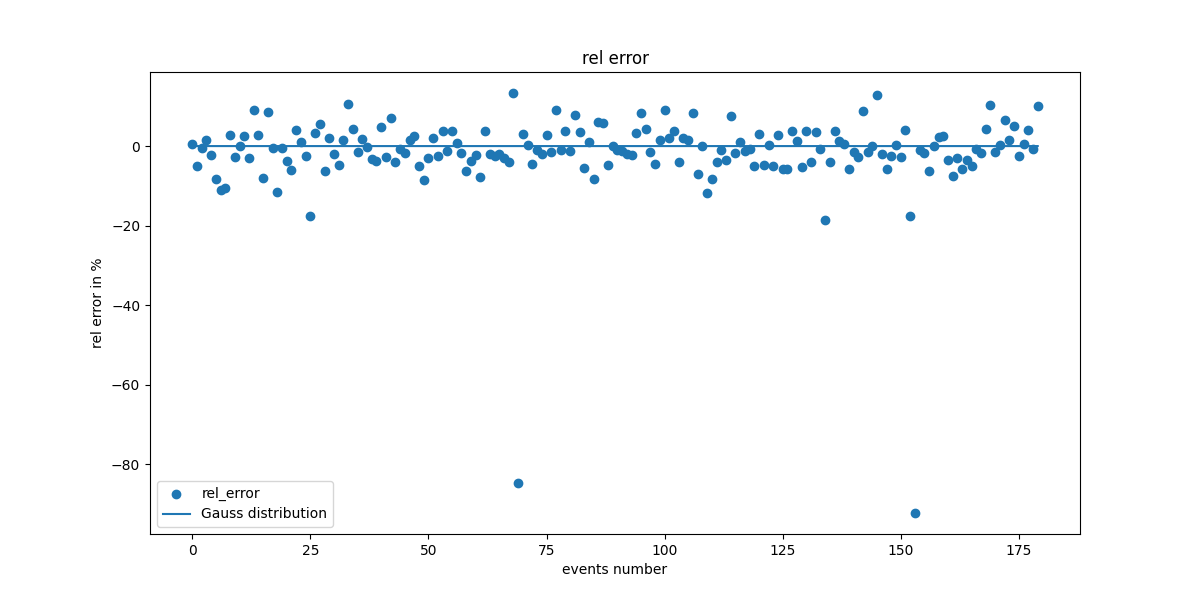 rel error
0
−20
−40
−60
−80
rel error in %
rel_error
Gauss distribution
0 25 50 75 100 125 150 175
events number